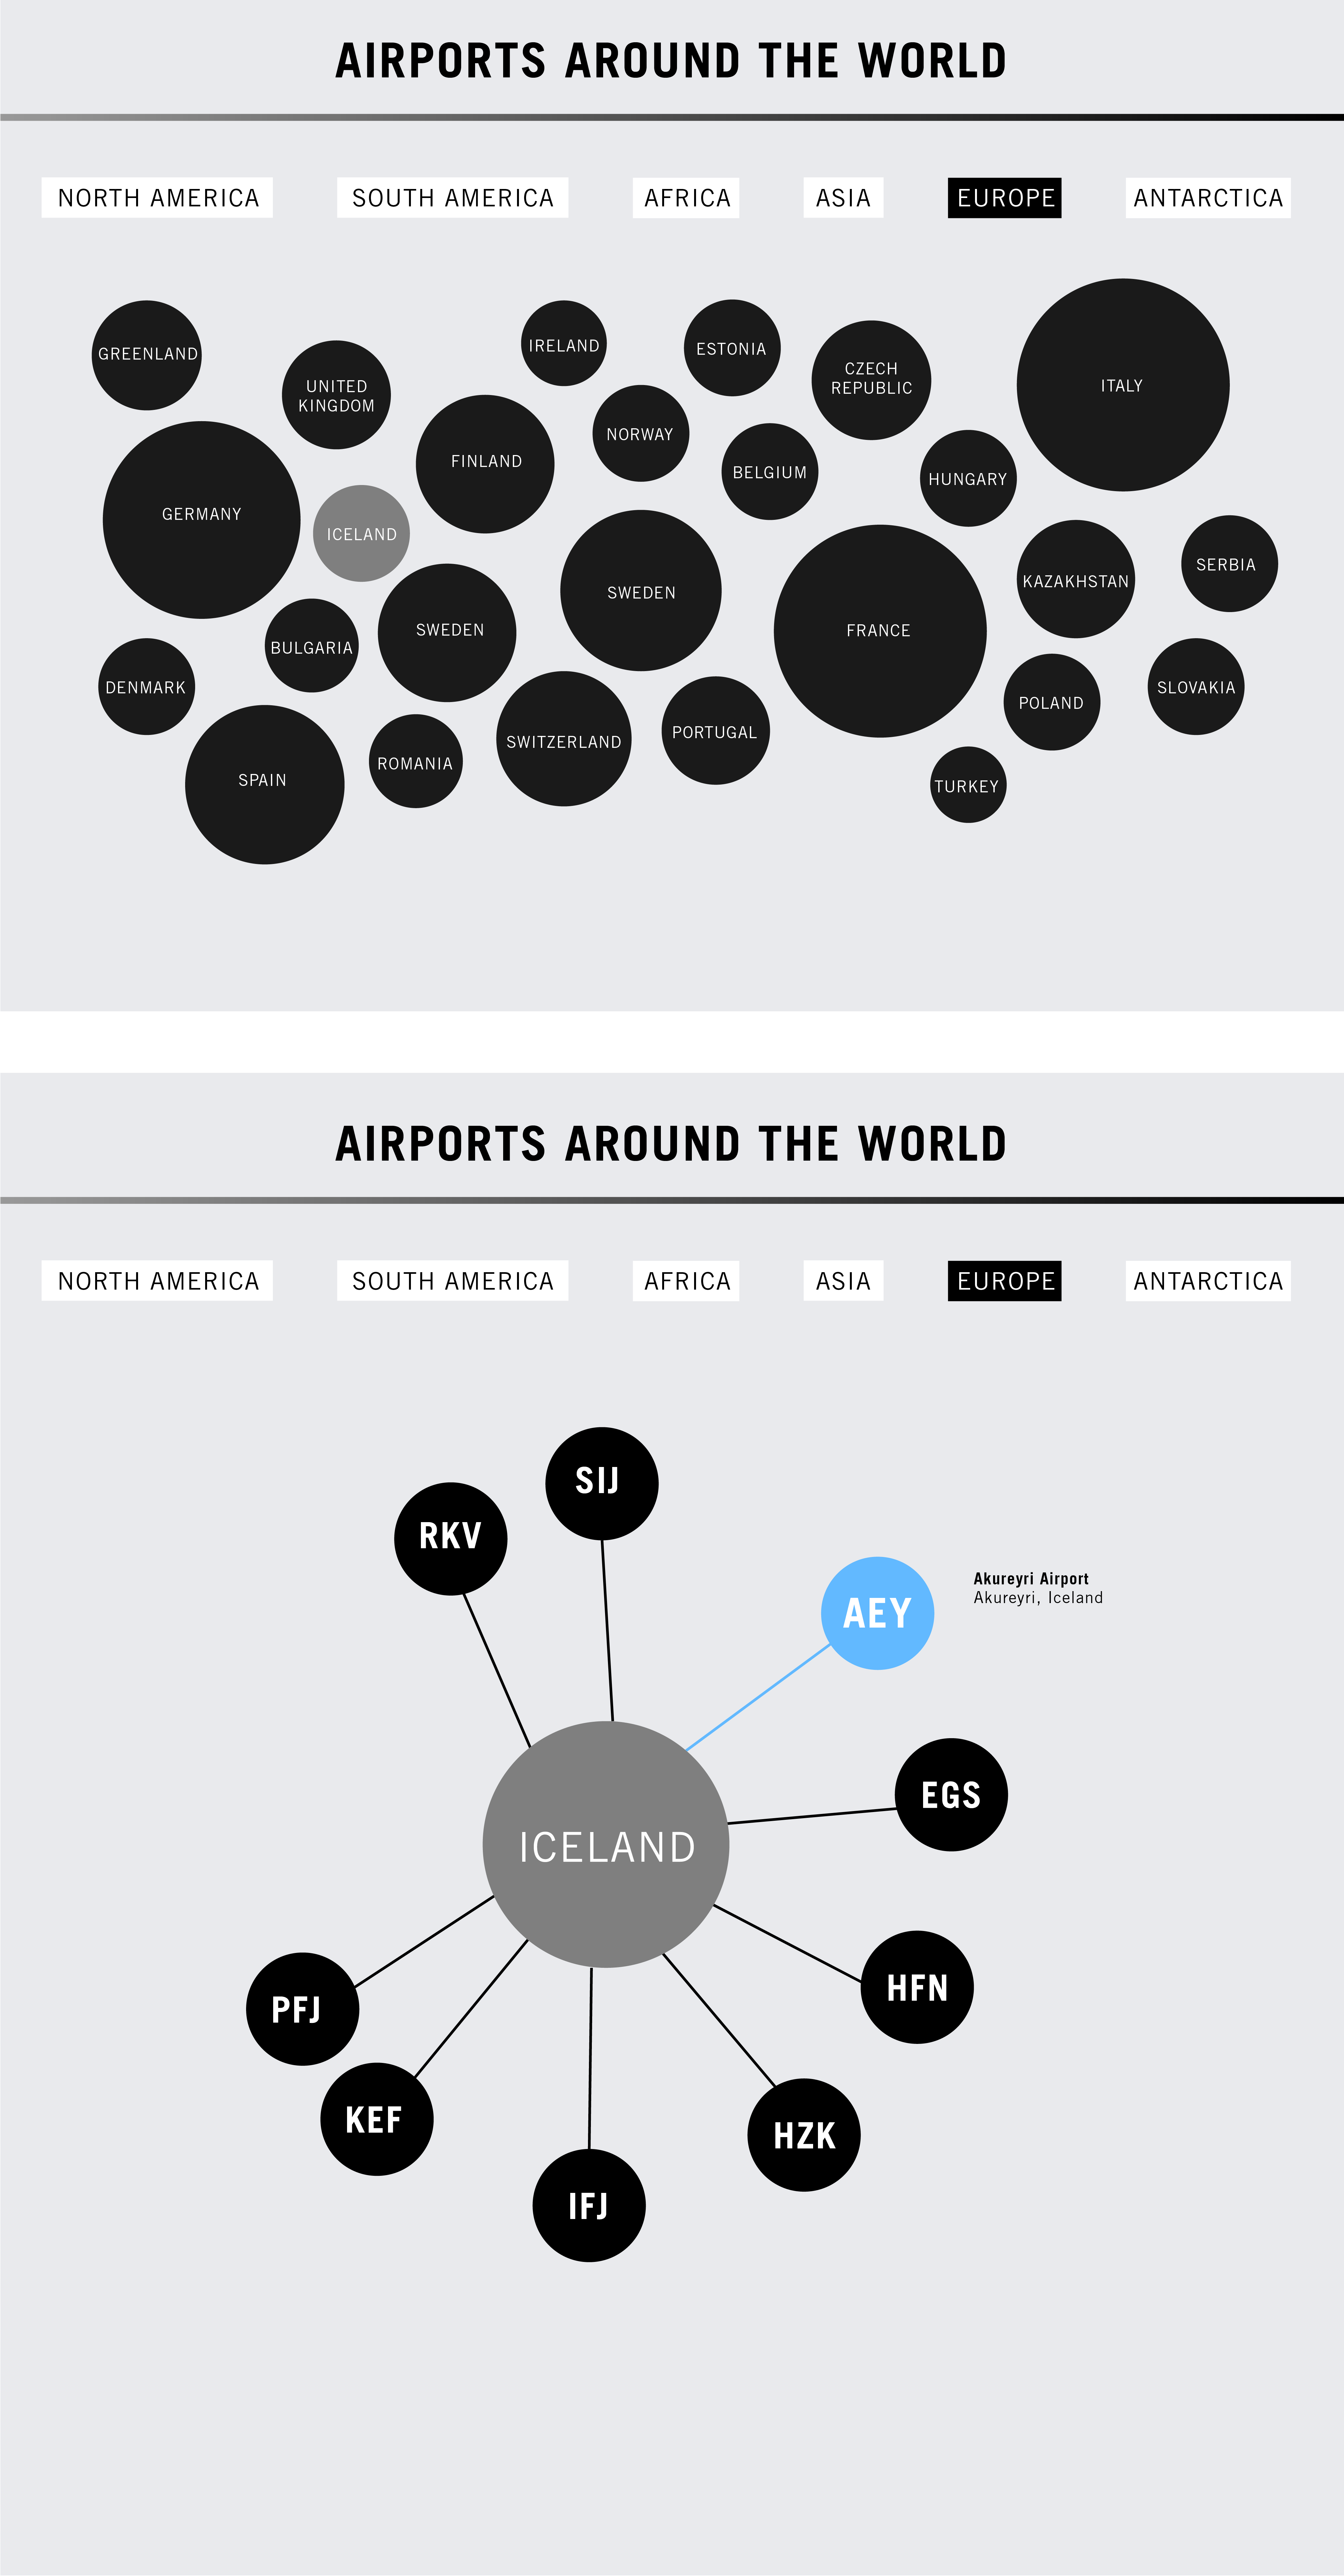 AIRPORTS AROUND THE WORLD
NORTH AMERICA
SOUTH AMERICA
AFRICA
ASIA
EUROPE
ANTARCTICA
GREENLAND
UNITED
KINGDOM
IRELAND
ESTONIA
CZECH
REPUBLIC
ITALY
FINLAND
NORWAY
BELGIUM
HUNGARY
GERMANY
ICELAND
SWEDEN
SWEDEN
FRANCE
KAZAKHSTAN
SERBIA
BULGARIA
DENMARK
SPAIN
ROMANIA
SWITZERLAND
PORTUGAL
POLAND
SLOVAKIA
TURKEY
AIRPORTS AROUND THE WORLD
NORTH AMERICA
SOUTH AMERICA
AFRICA
ASIA
EUROPE
ANTARCTICA
SIJ
RKV
AEY
Akureyri Airport
Akureyri, Iceland
EGS
ICELAND
HFN
PFJ
KEF
HZK
IFJ